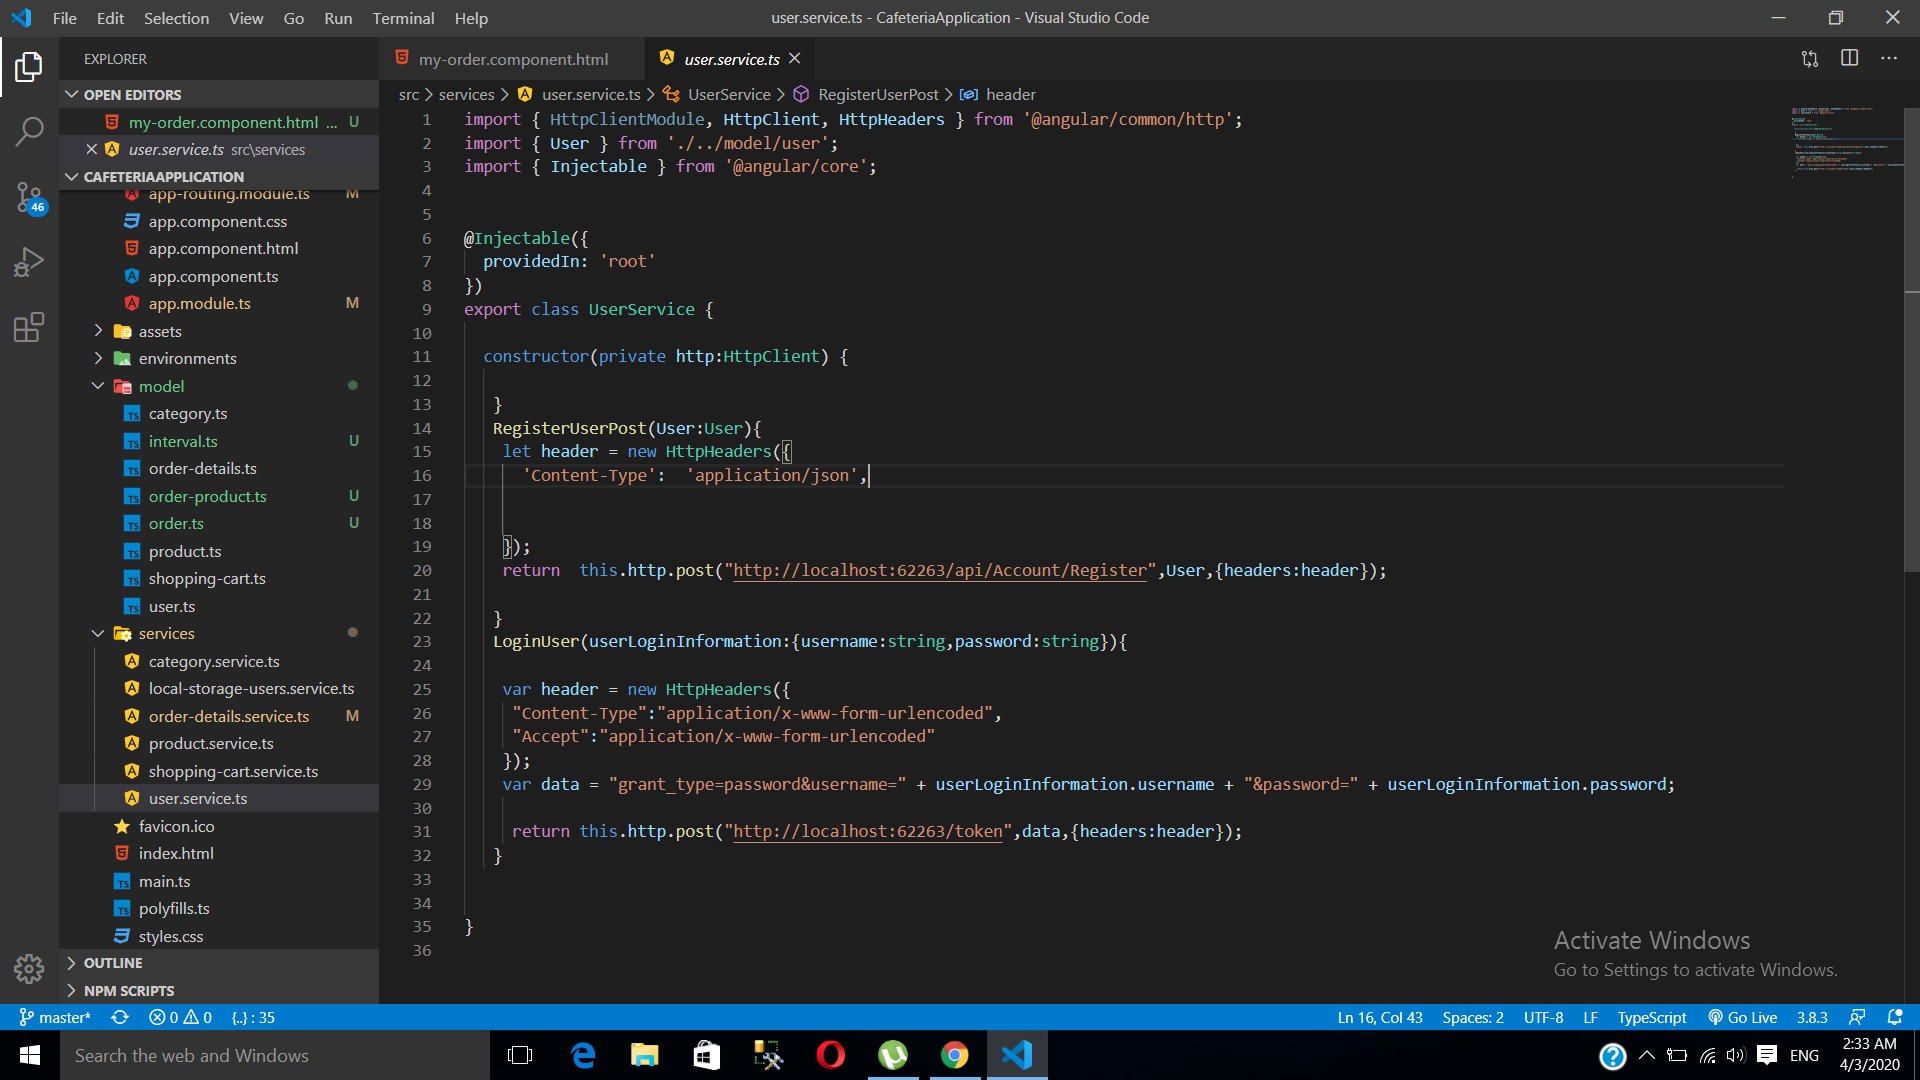 File Edit Selection View Go Run Terminal Help
user.service.ts - CafeteriaApplication - Visual Studio Code
EXPLORER
OPEN EDITORS
my-order.component.html ... U
user.service.ts src\services
CAFETERIAAPPLICATION
app-routing.module.ts M
app.component.css
app.component.html
app.component.ts
app.module.ts M
assets
environments
model
category.ts
interval.ts U
order-details.ts
order-product.ts U
order.ts U
product.ts
shopping-cart.ts
user.ts
services
category.service.ts
local-storage-users.service.ts
order-details.service.ts M
product.service.ts
shopping-cart.service.ts
user.service.ts
favicon.ico
index.html
main.ts
polyfills.ts
styles.css
OUTLINE
NPM SCRIPTS
46
my-order.component.html
user.service.ts
src > services > user.service.ts > UserService > RegisterUserPost > header
1 import { HttpClientModule, HttpClient, HttpHeaders } from '@angular/common/http';
2 import { User } from './../model/user';
3 import { Injectable } from '@angular/core';
4
5
6 @Injectable({
7 providedIn: 'root'
8 })
9 export class UserService {
10
11 constructor(private http:HttpClient) {
12
13 }
14 RegisterUserPost(User:User){
15 let header = new HttpHeaders({
16 'Content-Type':  'application/json',
17
18
19 });
20 return  this.http.post("http://localhost:62263/api/Account/Register",User,{headers:header});
21
22 }
23 LoginUser(userLoginInformation:{username:string,password:string}){
24
25 var header = new HttpHeaders({
26 "Content-Type":"application/x-www-form-urlencoded",
27 "Accept":"application/x-www-form-urlencoded"
28 });
29 var data = "grant_type=password&username=" + userLoginInformation.username + "&password=" + userLoginInformation.password;
30
31 return this.http.post("http://localhost:62263/token",data,{headers:header});
32 }
33
34
35 }
36
Activate Windows
Go to Settings to activate Windows.
master* 0 0 {..} : 35
Ln 16, Col 43 Spaces: 2 UTF-8 LF TypeScript Go Live 3.8.3
Search the web and Windows
ENG
2:33 AM
4/3/2020